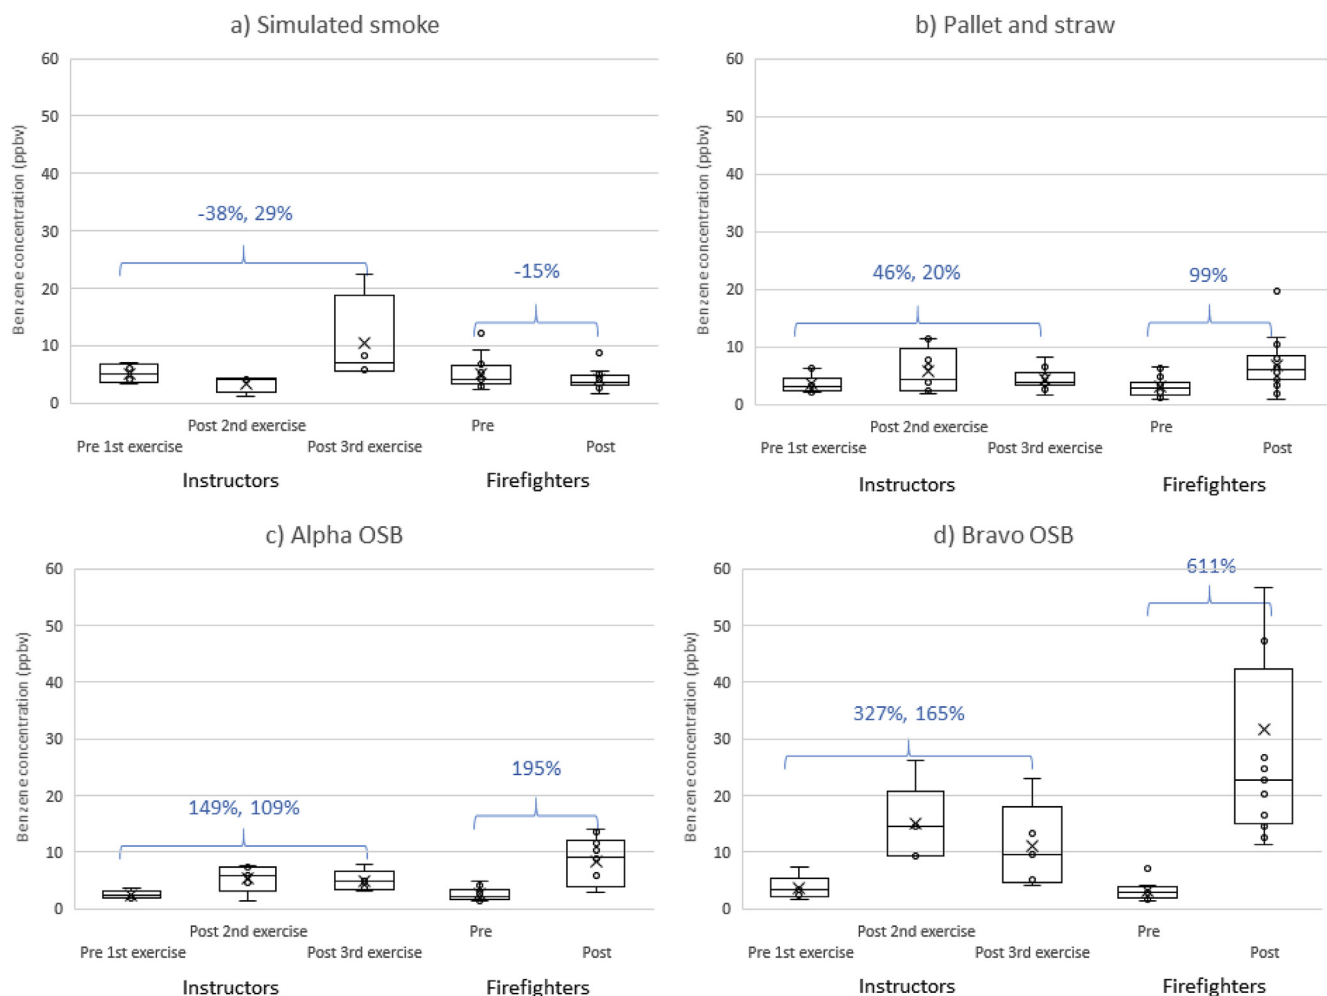 a) Simulated smoke
60
50
40
30
20
10
0
Benzene concentration (ppbv)
-38%, 29%
-15%
Pre 1st exercise
Post 2nd exercise
Post 3rd exercise
Pre
Post
Instructors
Firefighters
b) Pallet and straw
60
50
40
30
20
10
0
Benzene concentration (ppbv)
46%, 20%
99%
Pre 1st exercise
Post 2nd exercise
Post 3rd exercise
Pre
Post
Instructors
Firefighters
c) Alpha OSB
60
50
40
30
20
10
0
Benzene concentration (ppbv)
149%, 109%
195%
Pre 1st exercise
Post 2nd exercise
Post 3rd exercise
Pre
Post
Instructors
Firefighters
d) Bravo OSB
60
50
40
30
20
10
0
Benzene concentration (ppbv)
327%, 165%
611%
Pre 1st exercise
Post 2nd exercise
Post 3rd exercise
Pre
Post
Instructors
Firefighters